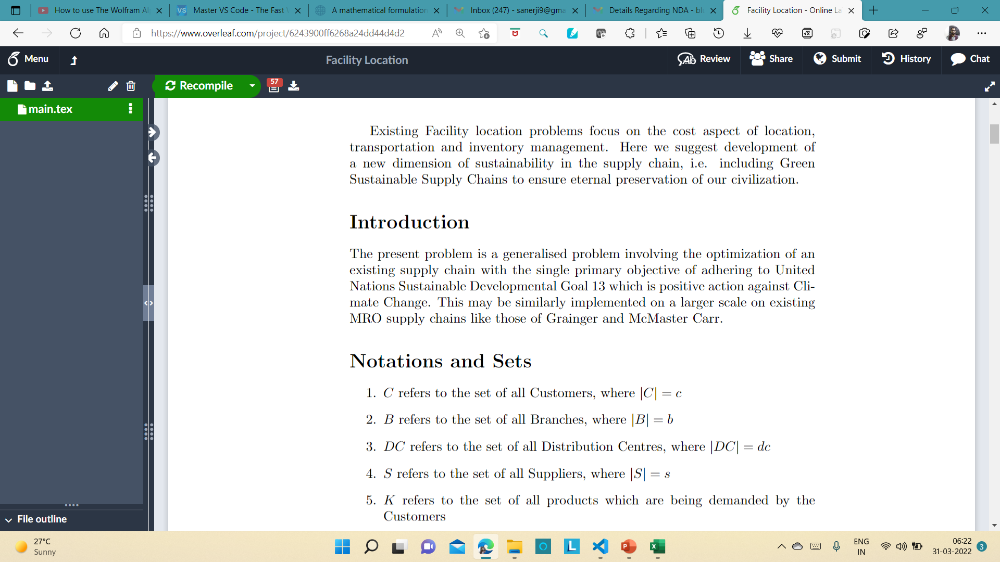 How to use The Wolfram Al
VS Master VS Code - The Fast
A mathematical formulation
Inbox (247) - sanerji9@gma
Details Regarding NDA - bl
Facility Location - Online La
https://www.overleaf.com/project/6243900ff6268a24dd44d4d2
Menu
Facility Location
Review
Share
Submit
History
Chat
Recompile
57
main.tex
Existing Facility location problems focus on the cost aspect of location,
transportation and inventory management. Here we suggest development of
a new dimension of sustainability in the supply chain, i.e. including Green
Sustainable Supply Chains to ensure eternal preservation of our civilization.
Introduction
The present problem is a generalised problem involving the optimization of an
existing supply chain with the single primary objective of adhering to United
Nations Sustainable Developmental Goal 13 which is positive action against Cli-
mate Change. This may be similarly implemented on a larger scale on existing
MRO supply chains like those of Grainger and McMaster Carr.
Notations and Sets
1. C refers to the set of all Customers, where |C| = c
2. B refers to the set of all Branches, where |B| = b
3. DC refers to the set of all Distribution Centres, where |DC| = dc
4. S refers to the set of all Suppliers, where |S| = s
5. K refers to the set of all products which are being demanded by the
Customers
File outline
27°C
Sunny
ENG
IN
06:22
31-03-2022
3